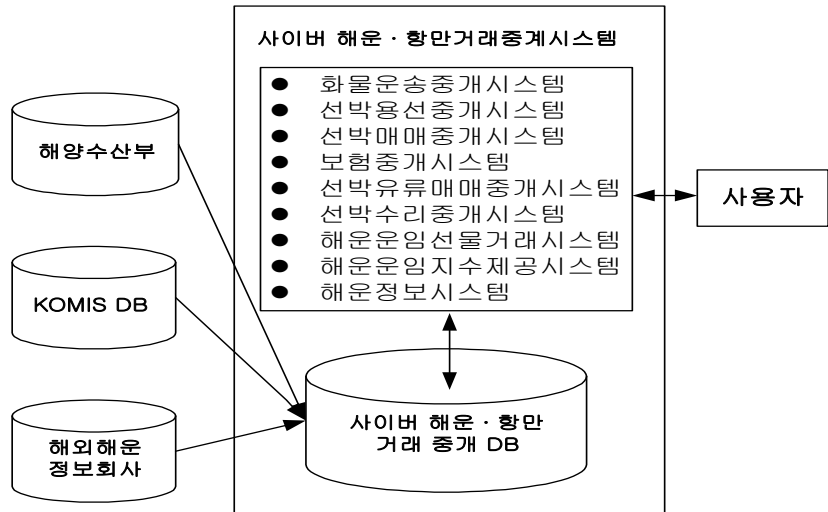 사이버 해운 · 항만거래중계시스템
● 화물운송중개시스템
● 선박용선중개시스템
● 선박매매중개시스템
● 보험중개시스템
● 선박유류매매중개시스템
● 선박수리중개시스템
● 해운운임선물거래시스템
● 해운운임지수제공시스템
● 해운정보시스템
해양수산부
KOMIS DB
해외해운
정보회사
사이버 해운 · 항만
거래 중개 DB
사용자